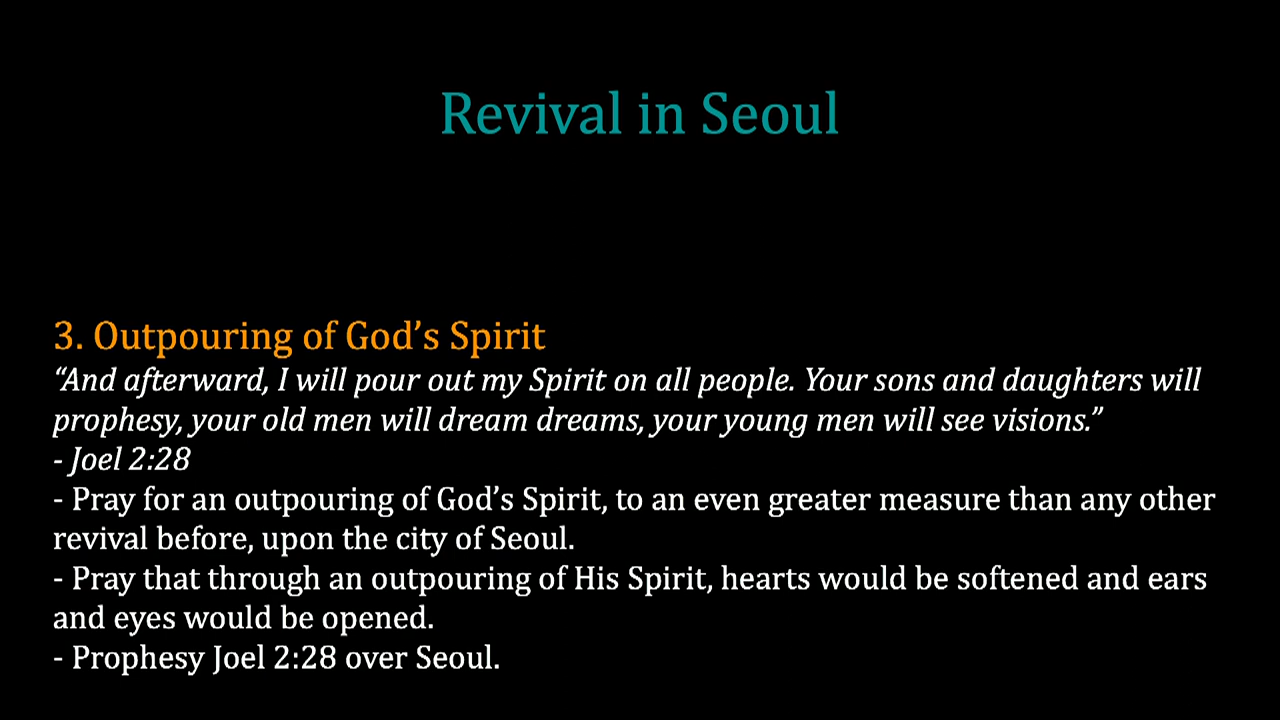 Revival in Seoul
3. Outpouring of God’s Spirit
“And afterward, I will pour out my Spirit on all people. Your sons and daughters will
prophesy, your old men will dream dreams, your young men will see visions.”
- Joel 2:28
- Pray for an outpouring of God’s Spirit, to an even greater measure than any other
revival before, upon the city of Seoul.
- Pray that through an outpouring of His Spirit, hearts would be softened and ears
and eyes would be opened.
- Prophesy Joel 2:28 over Seoul.